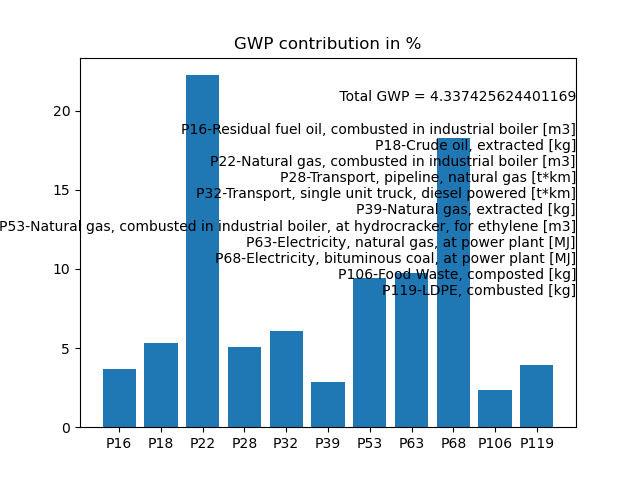 GWP contribution in %
Total GWP = 4.337425624401169
P16-Residual fuel oil, combusted in industrial boiler [m3]
P18-Crude oil, extracted [kg]
P22-Natural gas, combusted in industrial boiler [m3]
P28-Transport, pipeline, natural gas [t*km]
P32-Transport, single unit truck, diesel powered [t*km]
P39-Natural gas, extracted [kg]
P53-Natural gas, combusted in industrial boiler, at hydrocracker, for ethylene [m3]
P63-Electricity, natural gas, at power plant [MJ]
P68-Electricity, bituminous coal, at power plant [MJ]
P106-Food Waste, composted [kg]
P119-LDPE, combusted [kg]
20
15
10
5
0
P16 P18 P22 P28 P32 P39 P53 P63 P68 P106 P119